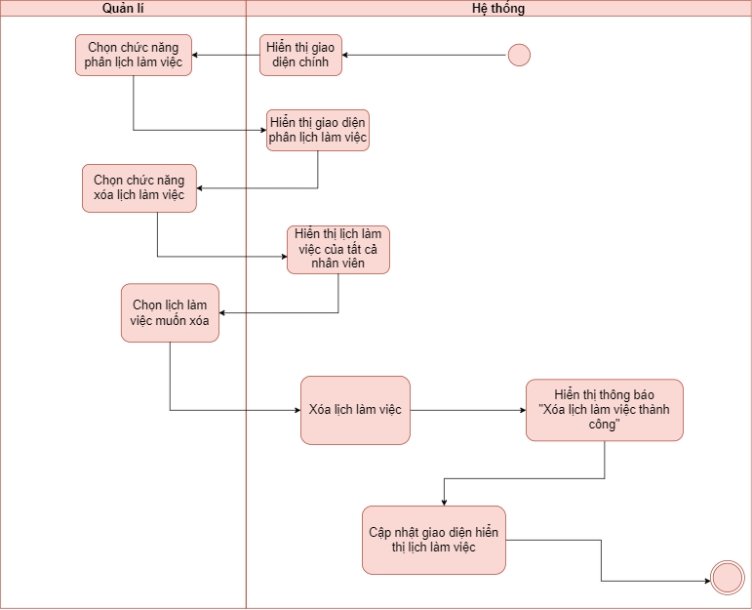 Quản lí
Hệ thống
Chọn chức năng
phân lịch làm việc
Hiển thị giao
diện chính
Hiển thị giao diện
phân lịch làm việc
Chọn chức năng
xóa lịch làm việc
Hiển thị lịch làm
việc của tất cả
nhân viên
Chọn lịch làm
việc muốn xóa
Xóa lịch làm việc
Hiển thị thông báo
"Xóa lịch làm việc thành
công"
Cập nhật giao diện hiển
thị lịch làm việc